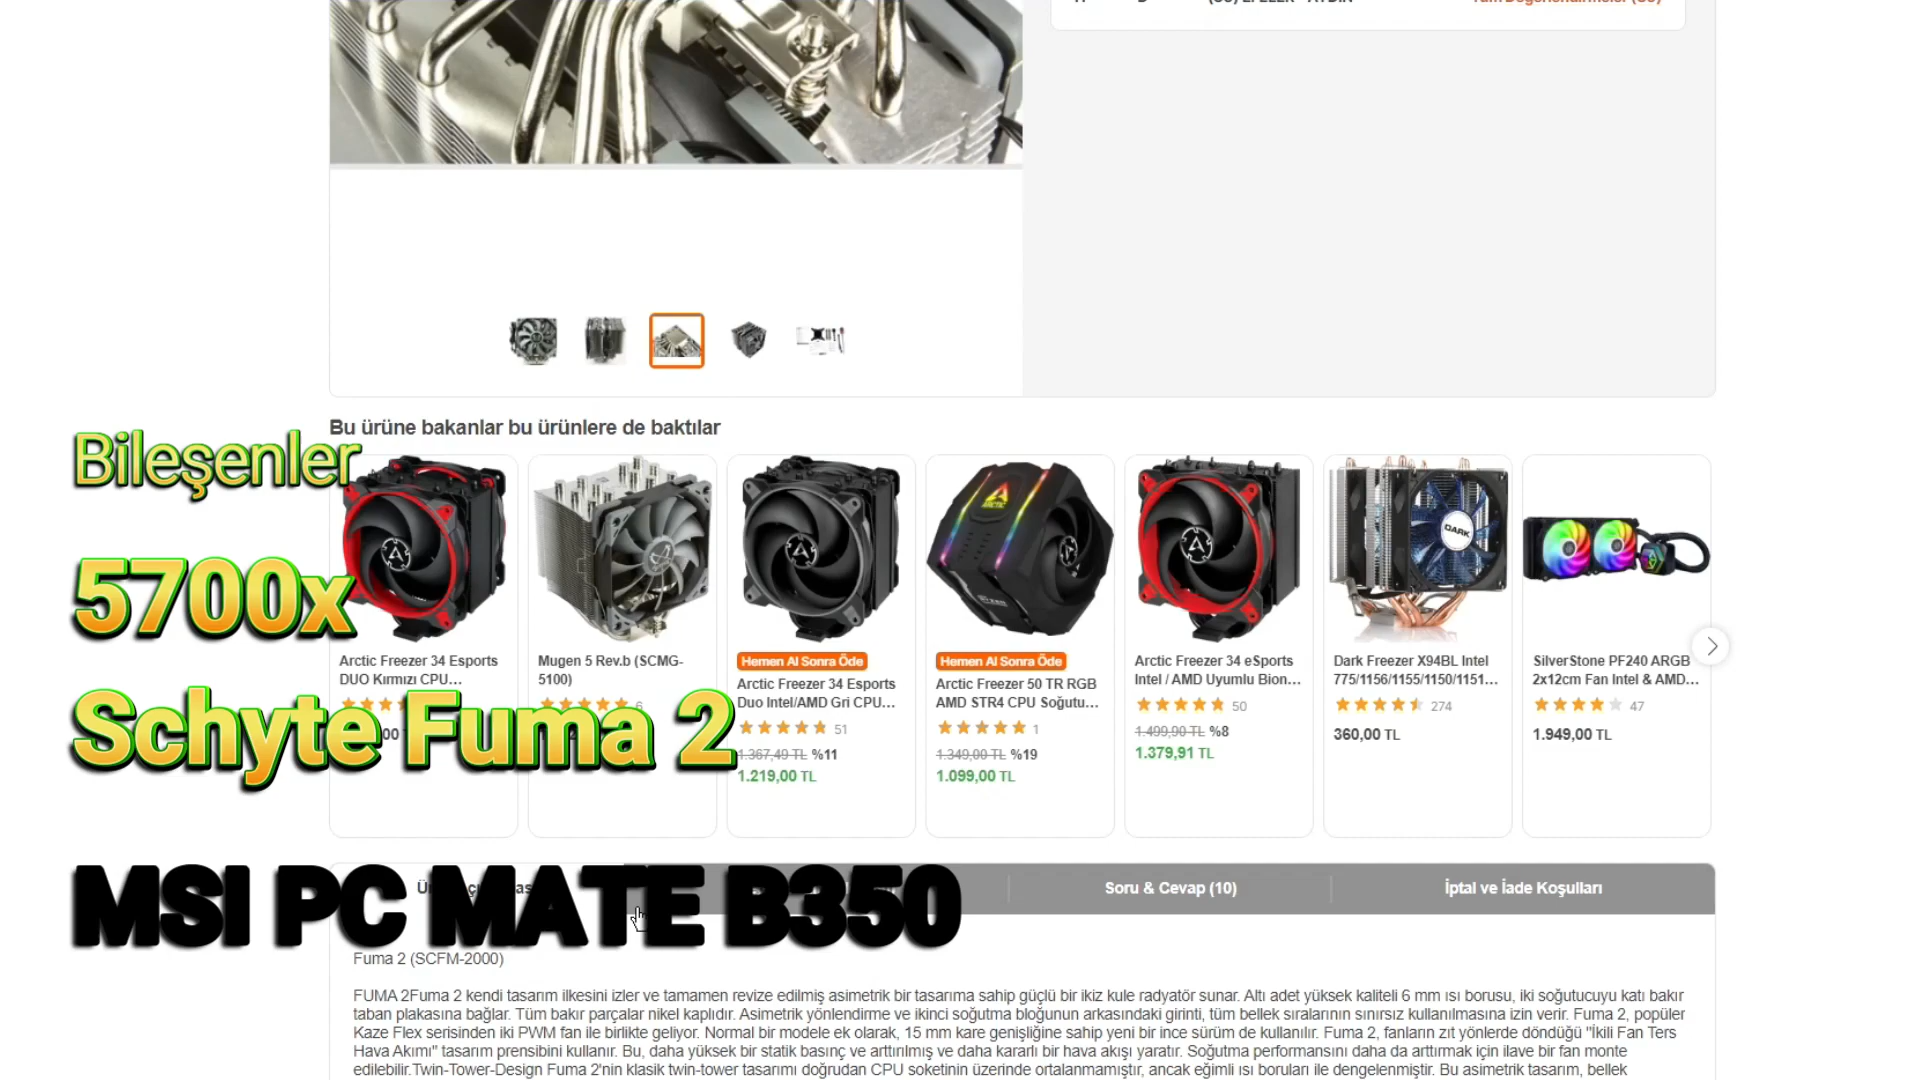 Bu ürüne bakanlar bu ürünlere de baktılar
Bileşenler
5700x
Schyte Fuma 2
MSI PC MATE B350
DARK
Arctic Freezer 34 Esports
DUO Kırmızı CPU...
Mugen 5 Rev.b (SCMG-
5100)
6
Hemen Al Sonra Öde
Arctic Freezer 34 Esports
Duo Intel/AMD Gri CPU...
51
1.367,49 TL %11
1.219,00 TL
Hemen Al Sonra Öde
Arctic Freezer 50 TR RGB
AMD STR4 CPU Soğutu...
1
1.349,00 TL %19
1.099,00 TL
Arctic Freezer 34 eSports
Intel / AMD Uyumlu Bion...
50
1.499,90 TL %8
1.379,91 TL
Dark Freezer X94BL Intel
775/1156/1155/1150/1151...
274
360,00 TL
SilverStone PF240 ARGB
2x12cm Fan Intel & AMD...
47
1.949,00 TL
Soru & Cevap (10)
İptal ve İade Koşulları
Fuma 2 (SCFM-2000)
FUMA 2Fuma 2 kendi tasarım ilkesini izler ve tamamen revize edilmiş asimetrik bir tasarıma sahip güçlü bir ikiz kule radyatör sunar. Altı adet yüksek kaliteli 6 mm ısı borusu, iki soğutucuyu katı bakır
taban plakasına bağlar. Tüm bakır parçalar nikel kaplıdır. Asimetrik yönlendirme ve ikinci soğutma bloğunun arkasındaki girinti, tüm bellek sıralarının sınırsız kullanılmasına izin verir. Fuma 2, popüler
Kaze Flex serisinden iki PWM fan ile birlikte geliyor. Normal bir modele ek olarak, 15 mm kare genişliğine sahip yeni bir ince sürüm de kullanılır. Fuma 2, fanların zıt yönlerde döndüğü "İkili Fan Ters
Hava Akımı" tasarım prensibini kullanır. Bu, daha yüksek bir statik basınç ve arttırılmış ve daha kararlı bir hava akışı yaratır. Soğutma performansını daha da arttırmak için ilave bir fan monte
edilebilir.Twin-Tower-Design Fuma 2'nin klasik twin-tower tasarımı doğrudan CPU soketinin üzerinde ortalanmamıştır, ancak eğimli ısı boruları ile dengelenmiştir. Bu asimetrik tasarım, bellek